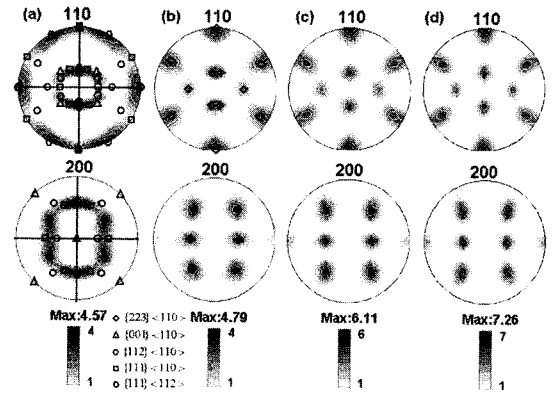 (a) 110 (b) 110 (c) 110 (d) 110
200 200 200 200
Max:4.57 Max:4.79 Max:6.11 Max:7.26
4 4 6 7
1 1 1 1
{223}<110>
{001}<110>
{112}<110>
{111}<110>
{111}<112>